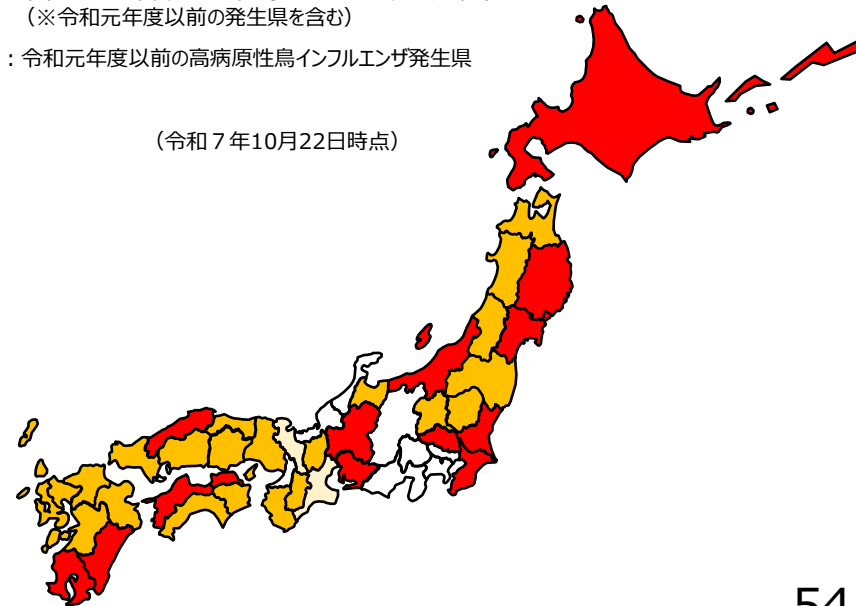 （※令和元年度以前の発生県を含む）
：令和元年度以前の高病原性鳥インフルエンザ発生県
（令和７年10月22日時点）
54